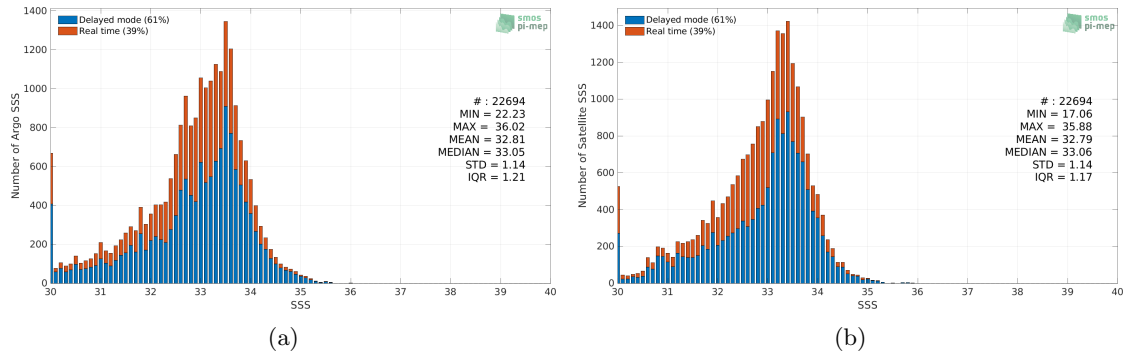 Delayed mode (61%)
Real time (39%)
smos
pi-mep
Number of Argo SSS
1400
1200
1000
800
600
400
200
0
# : 22694
MIN = 22.23
MAX = 36.02
MEAN = 32.81
MEDIAN = 33.05
STD = 1.14
IQR = 1.21
30 31 32 33 34 35 36 37 38 39 40
SSS
(a)
Delayed mode (61%)
Real time (39%)
smos
pi-mep
Number of Satellite SSS
1400
1200
1000
800
600
400
200
0
# : 22694
MIN = 17.06
MAX = 35.88
MEAN = 32.79
MEDIAN = 33.06
STD = 1.14
IQR = 1.17
30 31 32 33 34 35 36 37 38 39 40
SSS
(b)